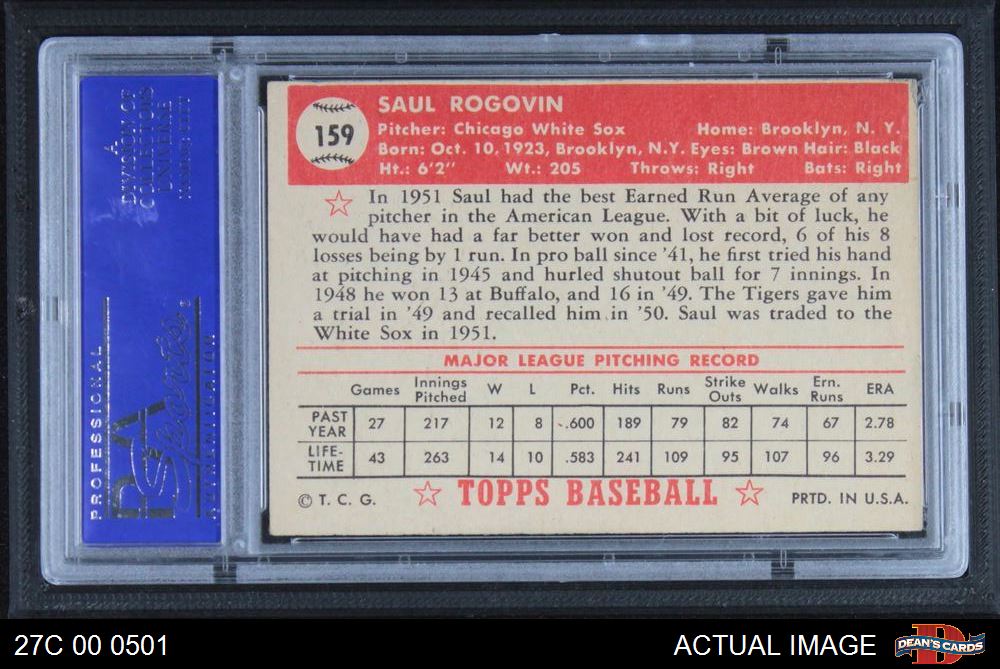 SAUL ROGOVIN
159
Pitcher: Chicago White Sox Home: Brooklyn, N. Y.
Born: Oct. 10, 1923, Brooklyn, N.Y. Eyes: Brown Hair: Black
Ht.: 6'2" Wt.: 205 Throws: Right Bats: Right
In 1951 Saul had the best Earned Run Average of any
pitcher in the American League. With a bit of luck, he
would have had a far better won and lost record, 6 of his 8
losses being by 1 run. In pro ball since '41, he first tried his hand
at pitching in 1945 and hurled shutout ball for 7 innings. In
1948 he won 13 at Buffalo, and 16 in '49. The Tigers gave him
a trial in '49 and recalled him in '50. Saul was traded to the
White Sox in 1951.
MAJOR LEAGUE PITCHING RECORD
Games Innings Pitched W L Pct. Hits Runs Strike Outs Walks Ern. Runs ERA
PAST YEAR 27 217 12 8 .600 189 79 82 74 67 2.78
LIFE-TIME 43 263 14 10 .583 241 109 95 107 96 3.29
© T. C. G. TOPPS BASEBALL PRTD. IN U.S.A.
A
DIVISION OF
COLLECTORS
UNIVERSE
PROFESSIONAL
PSA
27C 00 0501
ACTUAL IMAGE
DEAN'S CARDS